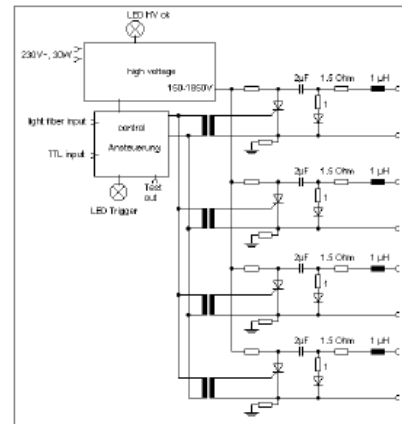 LED HV ok
230V~, 30W
high voltage
150-1850V
2µF 1.5 Ohm 1 µH
light fiber input
control
Ansteuerung
1
TTL input
Test
out
LED Trigger
2µF 1.5 Ohm 1 µH
1
2µF 1.5 Ohm 1 µH
1
2µF 1.5 Ohm 1 µH
1